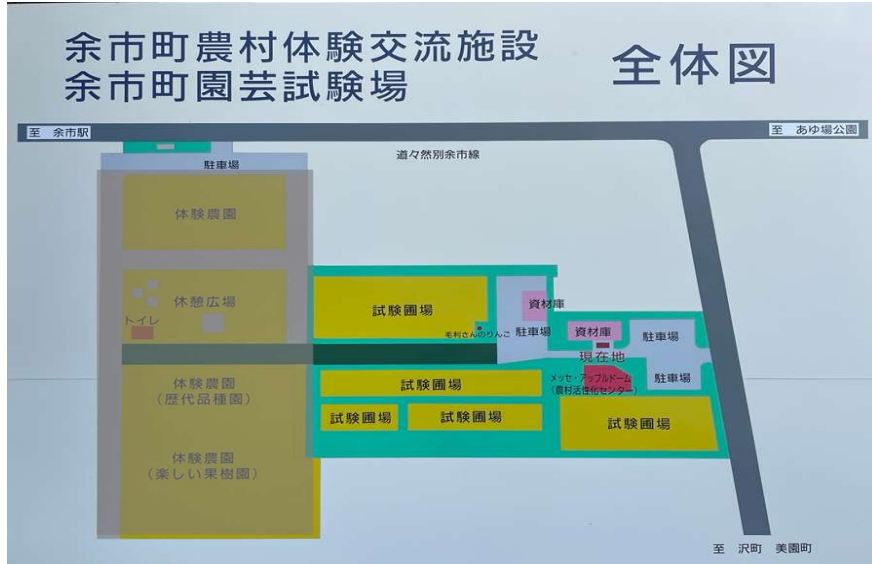 余市町農村体験交流施設
余市町園芸試験場
全体図
至 余市駅
至 あゆ場公園
道々然別余市線
駐車場
体験農園
休憩広場
トイレ
試験圃場
毛利さんのりんご
資材庫
駐車場
資材庫
駐車場
現在地
体験農園
(歴代品種園)
試験圃場
メッセ・アップルドーム
(農村活性化センター)
駐車場
試験圃場
試験圃場
試験圃場
体験農園
(楽しい果樹園)
至 沢町 美園町